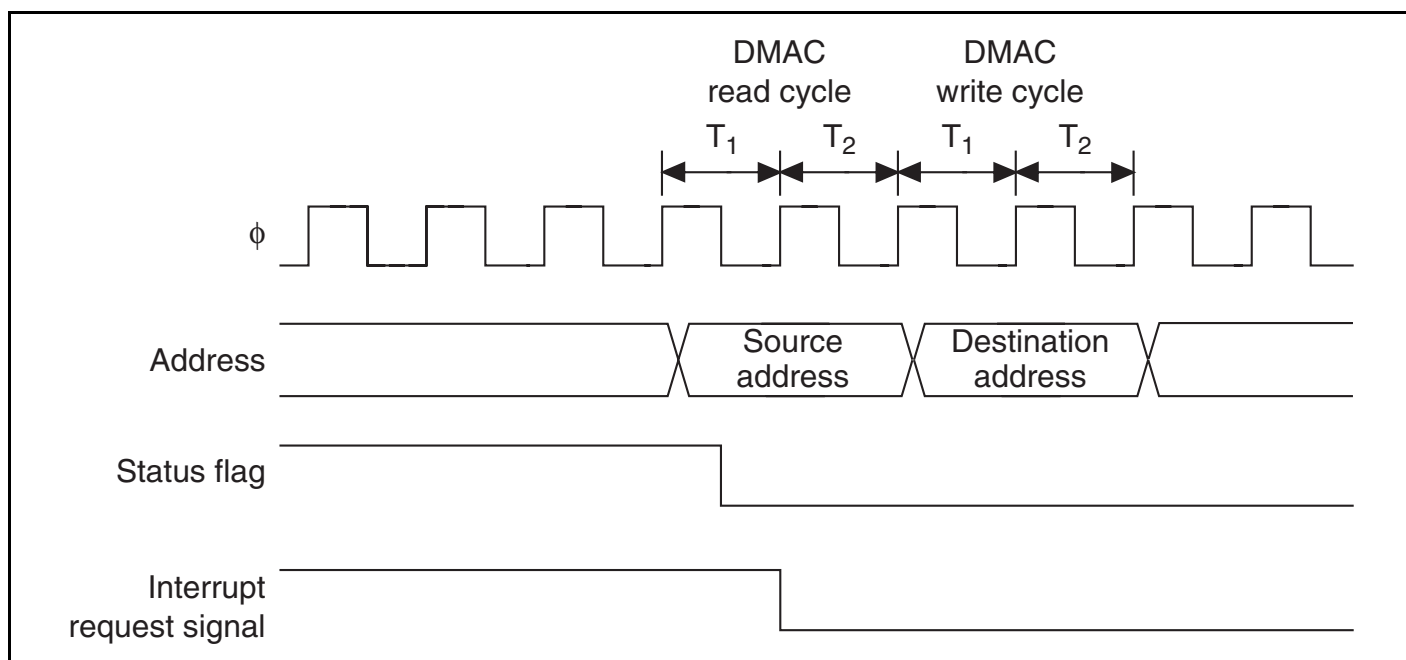 DMAC
read cycle
DMAC
write cycle
T1 T2 T1 T2
ϕ
Address
Source
address
Destination
address
Status flag
Interrupt
request signal